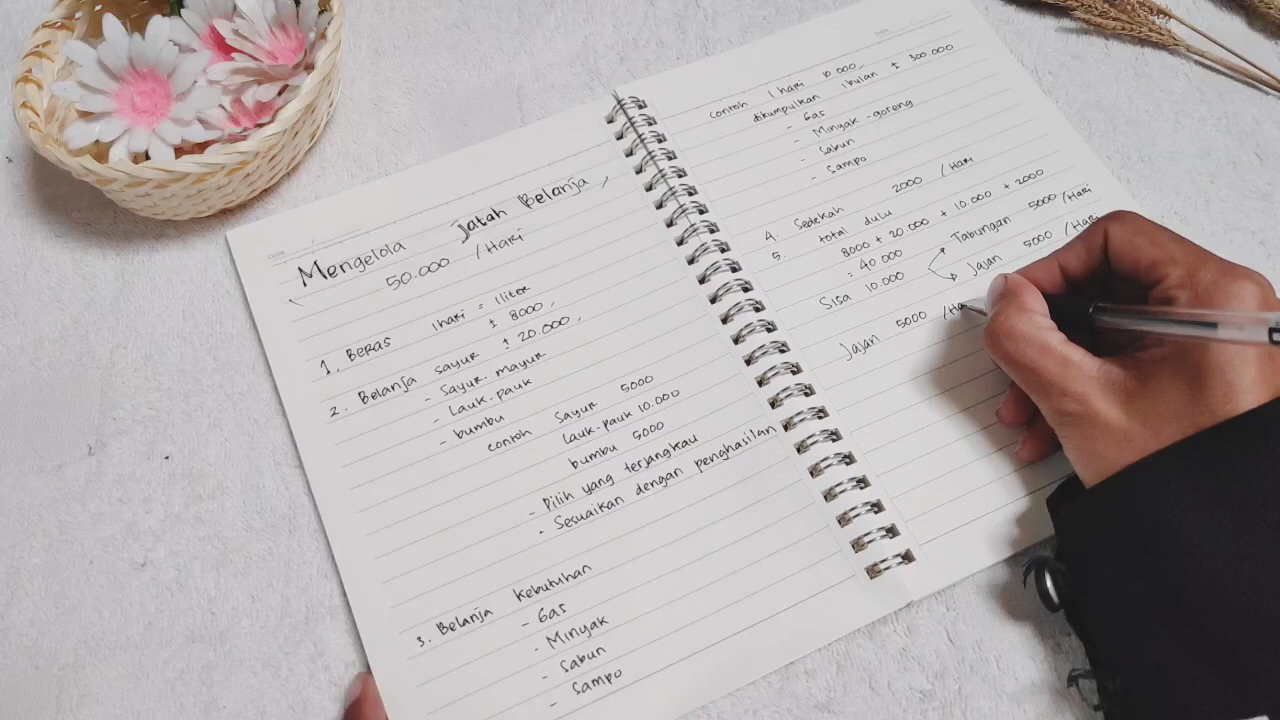 Mengelola Jatah Belanja
50.000 /Hari
1. Beras 1hari = 1liter
± 8000,
2. Belanja sayur ± 20.000,
- Sayur mayur
- Lauk-pauk
- bumbu
contoh Sayur 5000
lauk-pauk 10.000
bumbu 5000
- Pilih yang terjangkau
- Sesuaikan dengan penghasilan
3. Belanja kebutuhan
- Gas
- Minyak
- Sabun
- Sampo
contoh 1 hari 10.000,
dikumpulkan 1bulan ± 300.000
- Gas
- Minyak-goreng
- Sabun
- Sampo
4. Sedekah 2000 /Hari
5. total dulu
8000 + 20.000 + 10.000 + 2000
= 40.000
Sisa 10.000
Tabungan 5000 /Hari
Jajan 5000 /Hari
Jajan 5000 /Ha